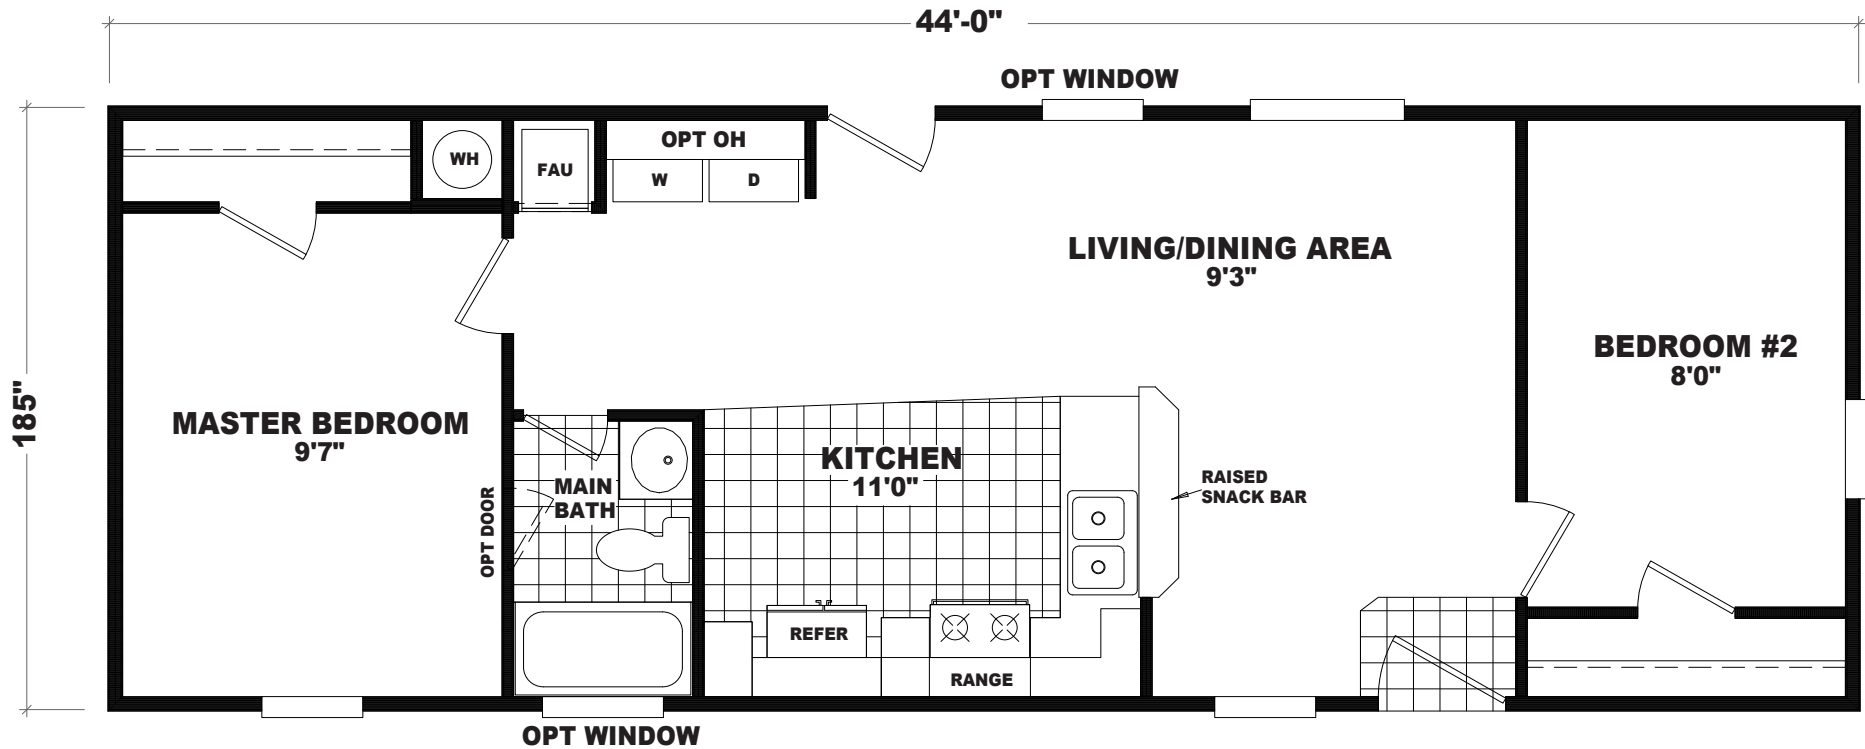 44'-0"
OPT WINDOW
185"
WH
FAU
OPT OH
W
D
LIVING/DINING AREA
9'3"
BEDROOM #2
8'0"
MASTER BEDROOM
9'7"
KITCHEN
11'0"
MAIN
BATH
OPT DOOR
RAISED
SNACK BAR
REFER
RANGE
OPT WINDOW